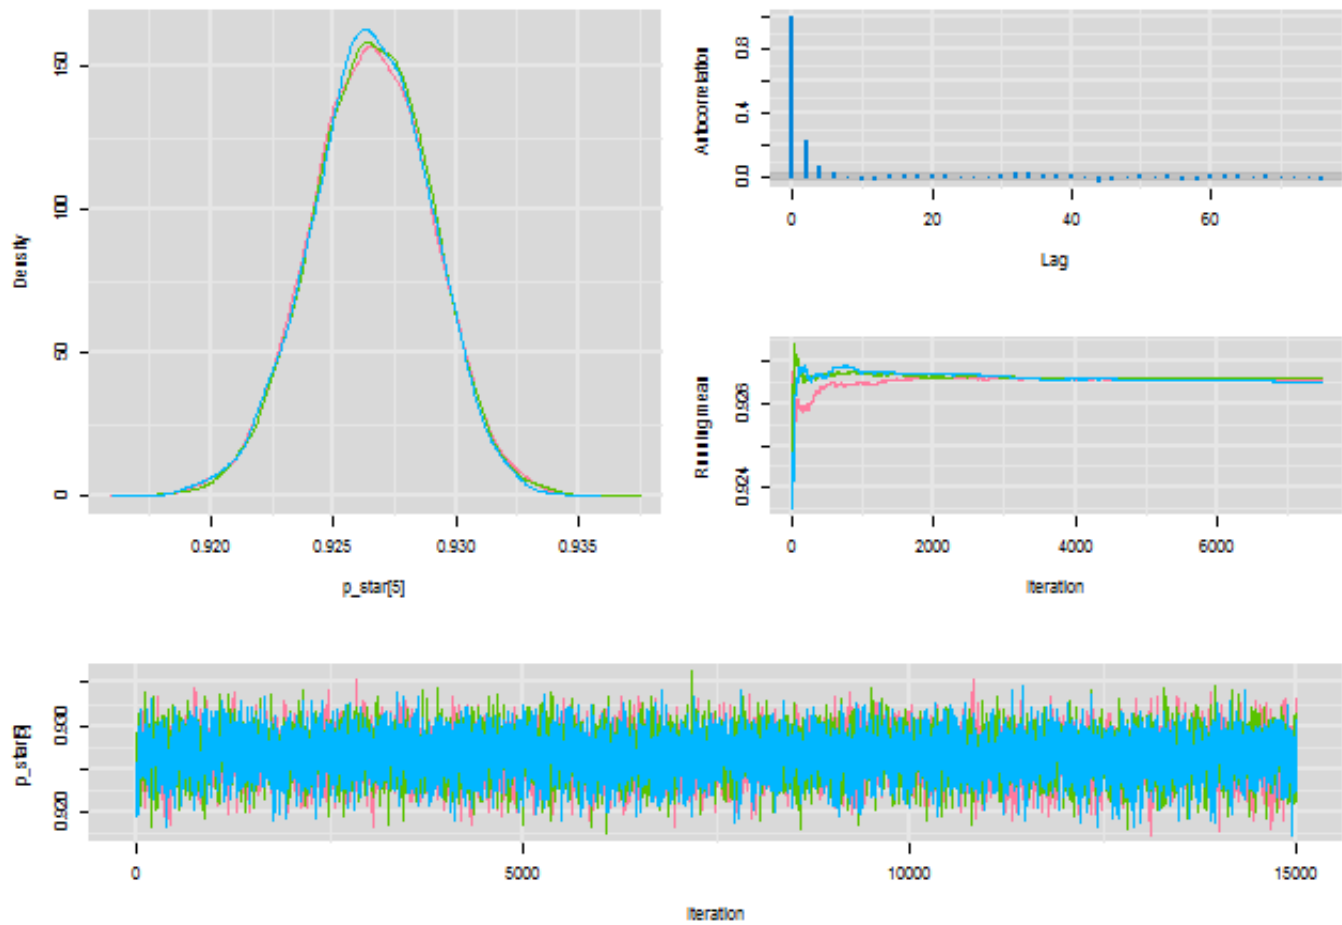 150
100
50
0
Density
0.920 0.925 0.930 0.935
p_star[5]
0.8
0.4
0.0
Autocorrelation
0 20 40 60
Lag
0.926
0.924
Running mean
0 2000 4000 6000
Iteration
0.930
0.920
p_star[5]
0 5000 10000 15000
Iteration